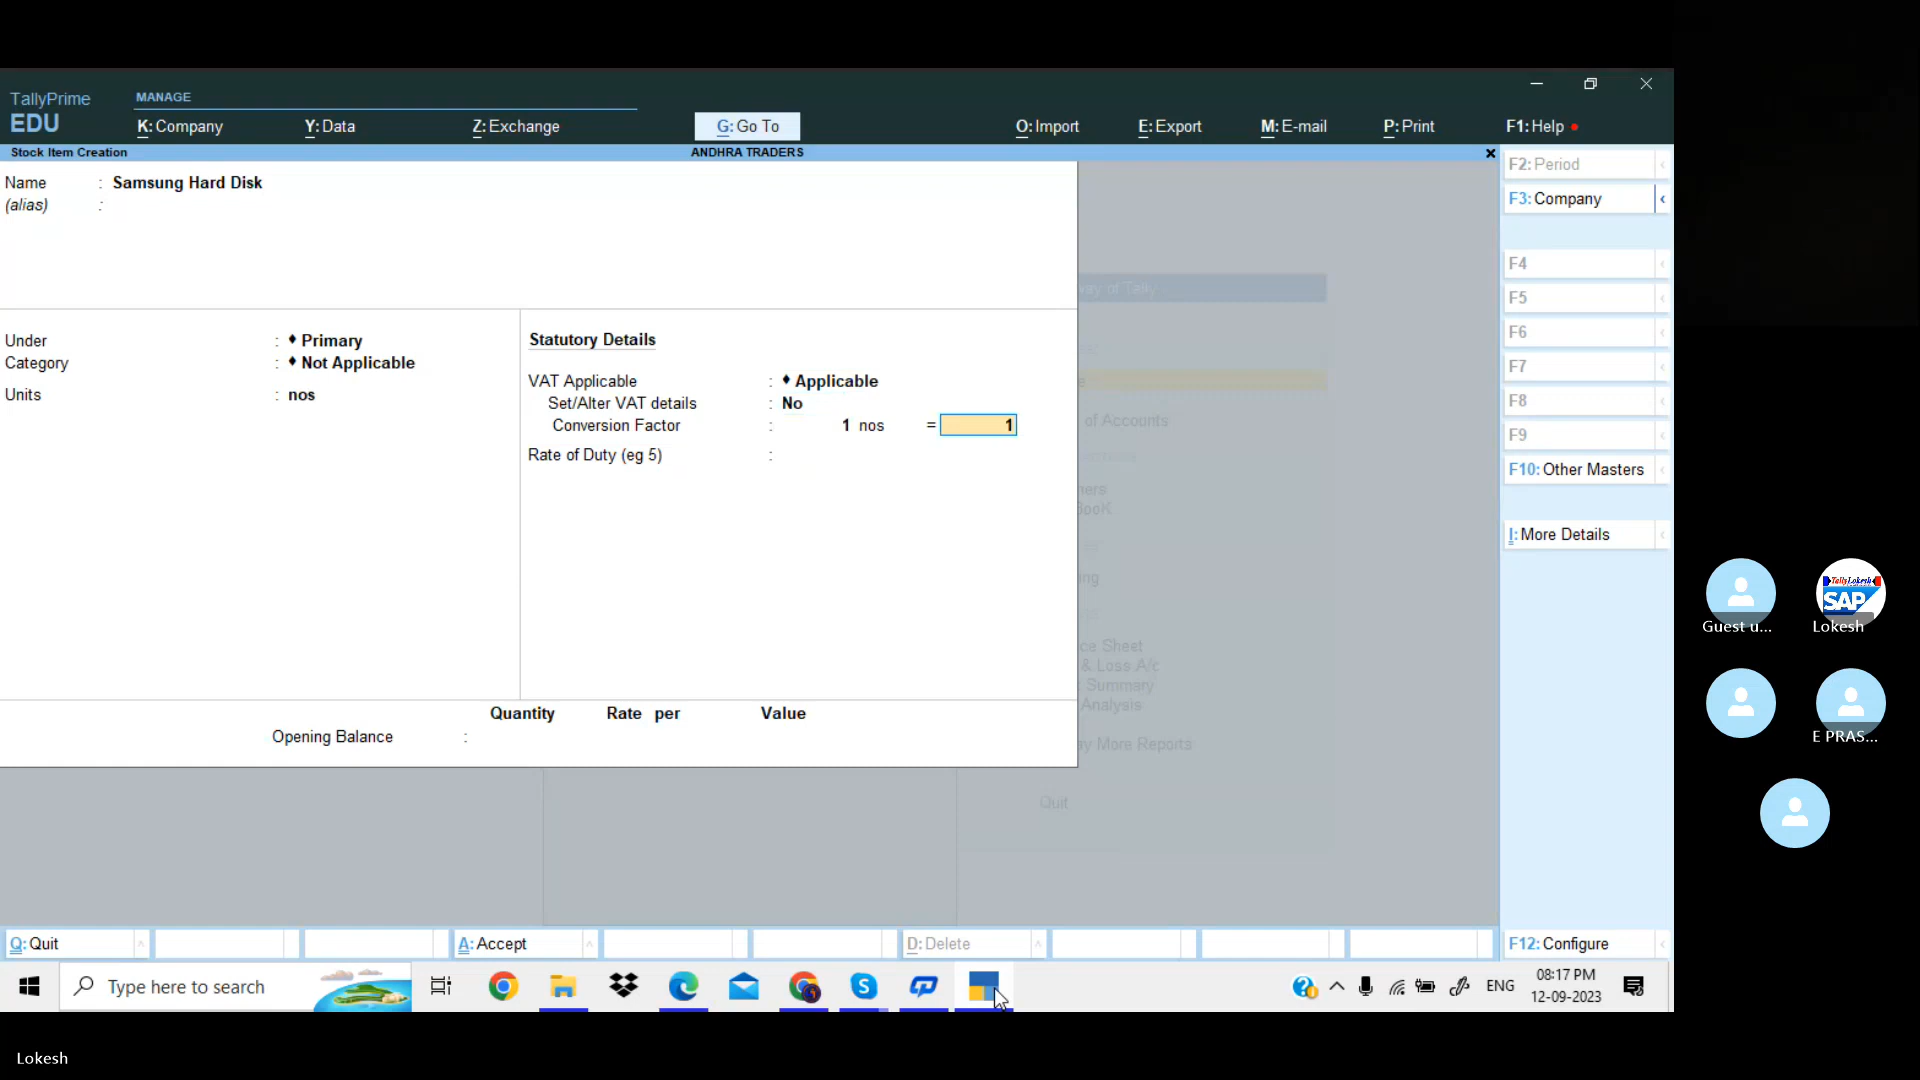 TallyPrime
EDU
MANAGE
K: Company
Y: Data
Z: Exchange
G: Go To
O: Import
E: Export
M: E-mail
P: Print
F1: Help
Stock Item Creation
ANDHRA TRADERS
Name : Samsung Hard Disk
(alias) :
Under : ♦ Primary
Category : ♦ Not Applicable
Units : nos
Statutory Details
VAT Applicable : ♦ Applicable
Set/Alter VAT details : No
Conversion Factor : 1 nos = 1
Rate of Duty (eg 5) :
Quantity Rate per Value
Opening Balance :
of Accounts
BooK
ce Sheet
& Loss A/c
Summary
Analysis
ay More Reports
Quit
F2: Period
F3: Company
F4
F5
F6
F7
F8
F9
F10: Other Masters
I: More Details
F12: Configure
Q: Quit
A: Accept
D: Delete
Type here to search
ENG
08:17 PM
12-09-2023
Guest u...
TallyLokesh
SAP
Lokesh
E PRAS...
Lokesh